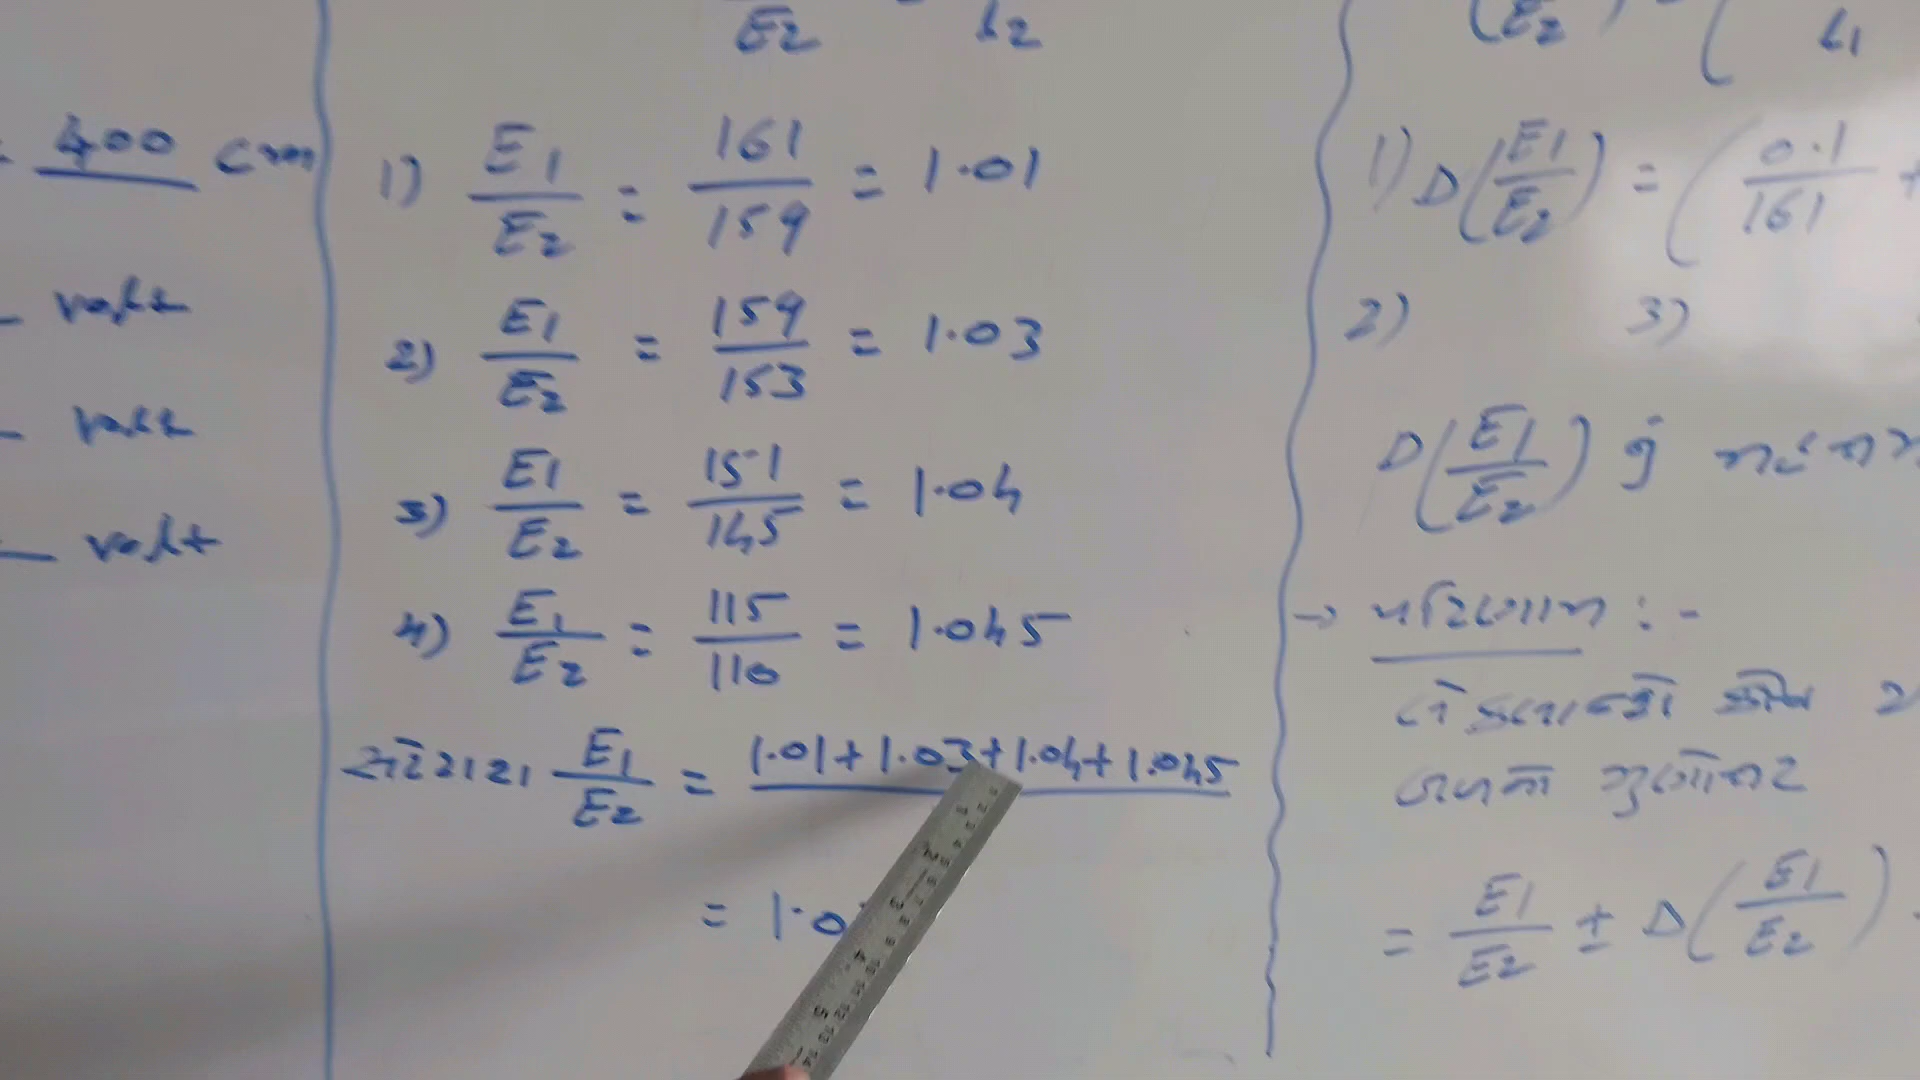 400 cm
- volt
- volt
- volt
E2 l2
1) E1/E2 = 161/159 = 1.01
2) E1/E2 = 159/153 = 1.03
3) E1/E2 = 151/145 = 1.04
4) E1/E2 = 115/110 = 1.045
સરેરાશ E1/E2 = 1.01 + 1.03 + 1.04 + 1.045
= 1.0
(E2) = ( l1
1) Δ(E1/E2) = (0.1/161 +
2) 3)
Δ(E1/E2) નું
→ પરિણામ :-
= E1/E2 ± Δ(E1/E2)